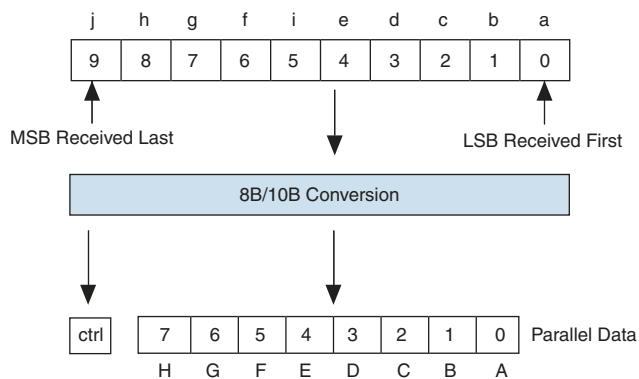 j h g f i e d c b a
9 8 7 6 5 4 3 2 1 0
MSB Received Last LSB Received First
8B/10B Conversion
ctrl 7 6 5 4 3 2 1 0 Parallel Data
H G F E D C B A